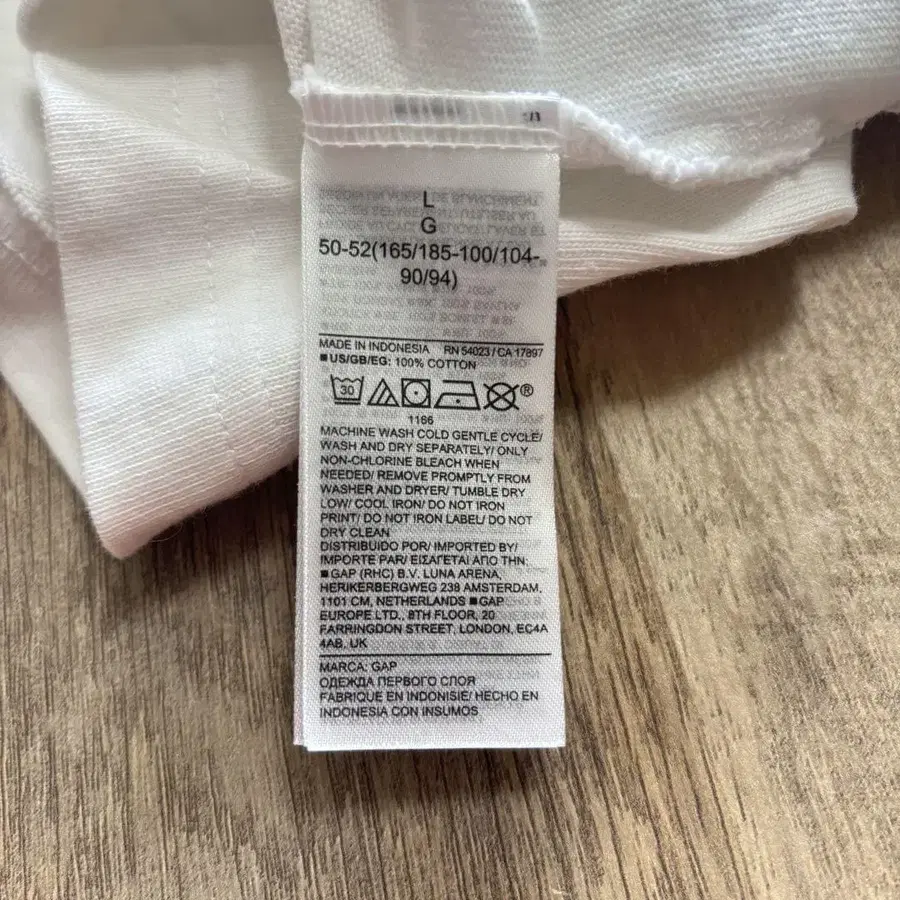 L
G
50-52(165/185-100/104-
90/94)
MADE IN INDONESIA RN 54023 / CA 17897
■ US/GB/EG: 100% COTTON
30
®
1166
MACHINE WASH COLD GENTLE CYCLE/
WASH AND DRY SEPARATELY/ ONLY
NON-CHLORINE BLEACH WHEN
NEEDED/ REMOVE PROMPTLY FROM
WASHER AND DRYER/ TUMBLE DRY
LOW/ COOL IRON/ DO NOT IRON
PRINT/ DO NOT IRON LABEL/ DO NOT
DRY CLEAN
DISTRIBUIDO POR/ IMPORTED BY/
IMPORTE PAR/ ΕΙΣΑΓΕΤΑΙ ΑΠΟ ΤΗΝ:
■ GAP (RHC) B.V. LUNA ARENA,
HERIKERBERGWEG 238 AMSTERDAM,
1101 CM, NETHERLANDS ■ GAP
EUROPE LTD., 8TH FLOOR, 20
FARRINGDON STREET, LONDON, EC4A
4AB, UK
MARCA: GAP
ОДЕЖДА ПЕРВОГО СЛОЯ
FABRIQUE EN INDONISIE/ HECHO EN
INDONESIA CON INSUMOS